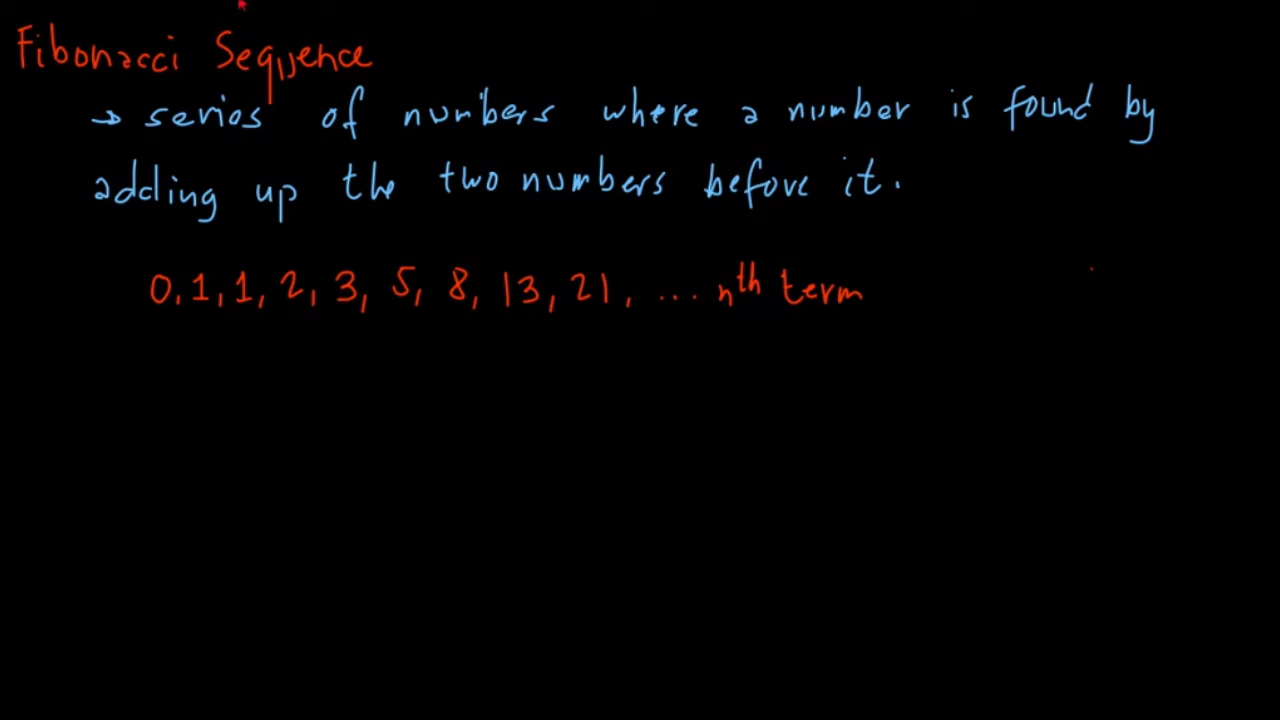 Fibonacci Sequence
→ series of numbers where a number is found by
adding up the two numbers before it.
0, 1, 1, 2, 3, 5, 8, 13, 21, ... nth term